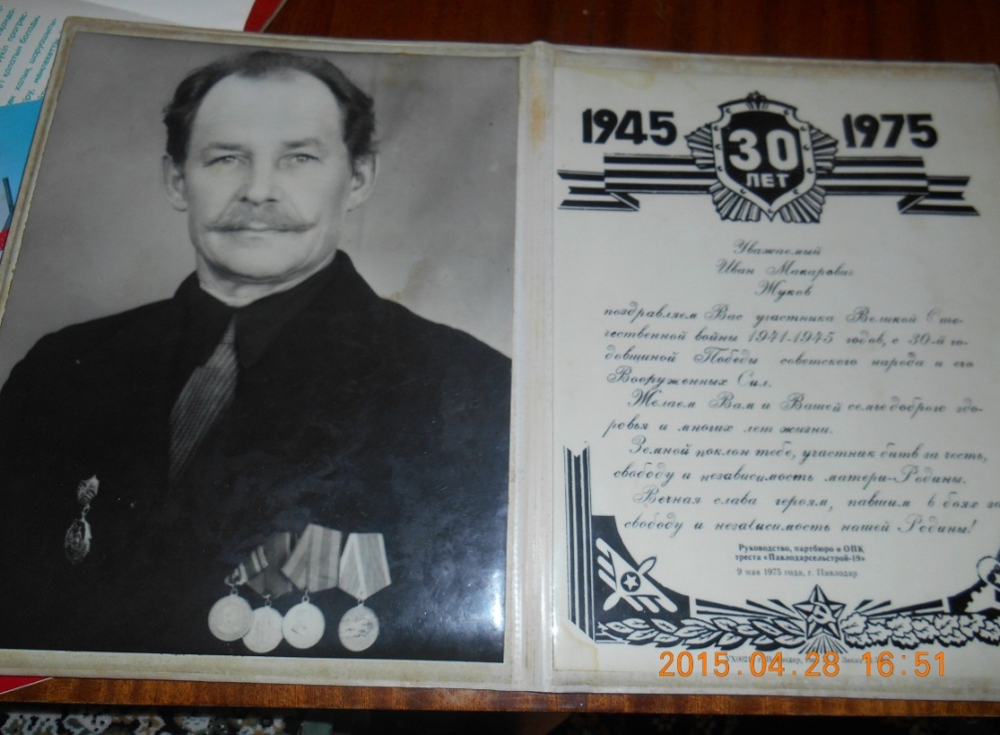 1945 30 ЛЕТ 1975
Уважаемый
Иван Макарович
Жуков
поздравляем Вас участника Великой Оте-
чественной войны 1941-1945 годов, с 30-й го-
довщиной Победы советского народа и его
Вооруженных Сил.
Желаем Вам и Вашей семье доброго здо-
ровья и многих лет жизни.
Земной поклон тебе, участник битв за честь,
свободу и независимость матери-Родины.
Вечная слава героям, павшим в боях за
свободу и независимость нашей Родины!
Руководство, партбюро и ОПК
треста «Павлодарсельстрой-19»
9 мая 1975 года, г. Павлодар
2015.04.28 16:51